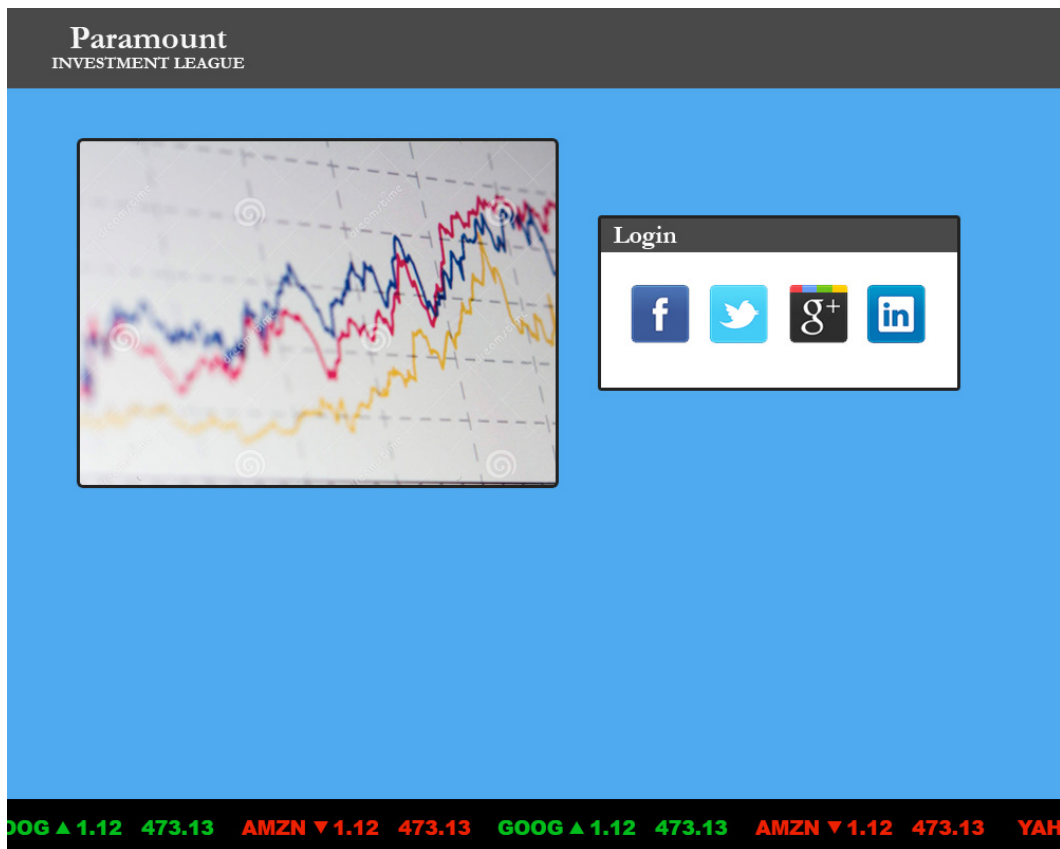 Paramount
INVESTMENT LEAGUE
Login
f
g+
in
OOG ▲ 1.12 473.13 AMZN ▼ 1.12 473.13 GOOG ▲ 1.12 473.13 AMZN ▼ 1.12 473.13 YAH